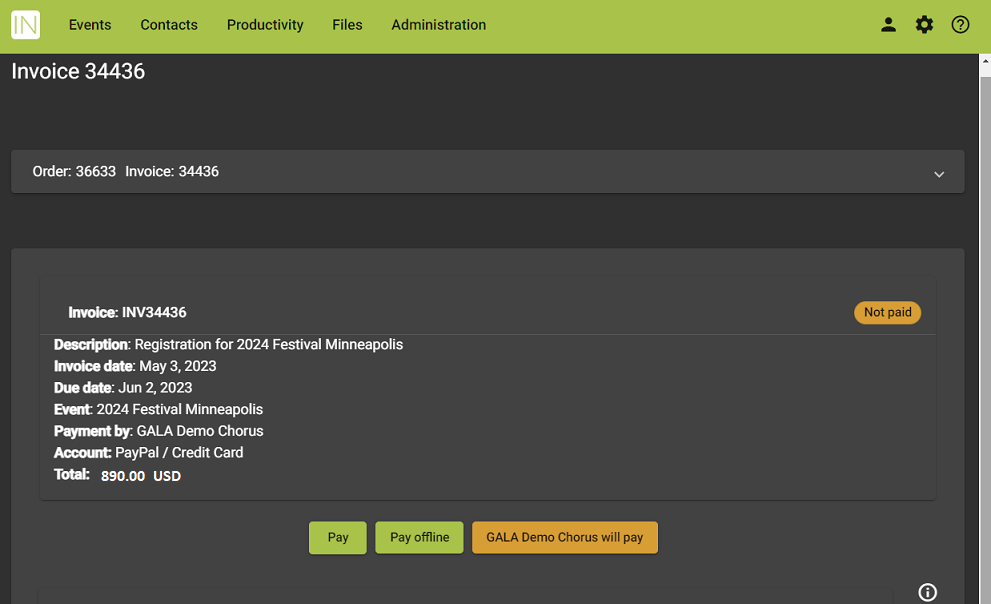 IN Events Contacts Productivity Files Administration
Invoice 34436
Order: 36633 Invoice: 34436
Invoice: INV34436 Not paid
Description: Registration for 2024 Festival Minneapolis
Invoice date: May 3, 2023
Due date: Jun 2, 2023
Event: 2024 Festival Minneapolis
Payment by: GALA Demo Chorus
Account: PayPal / Credit Card
Total: 890.00 USD
Pay Pay offline GALA Demo Chorus will pay